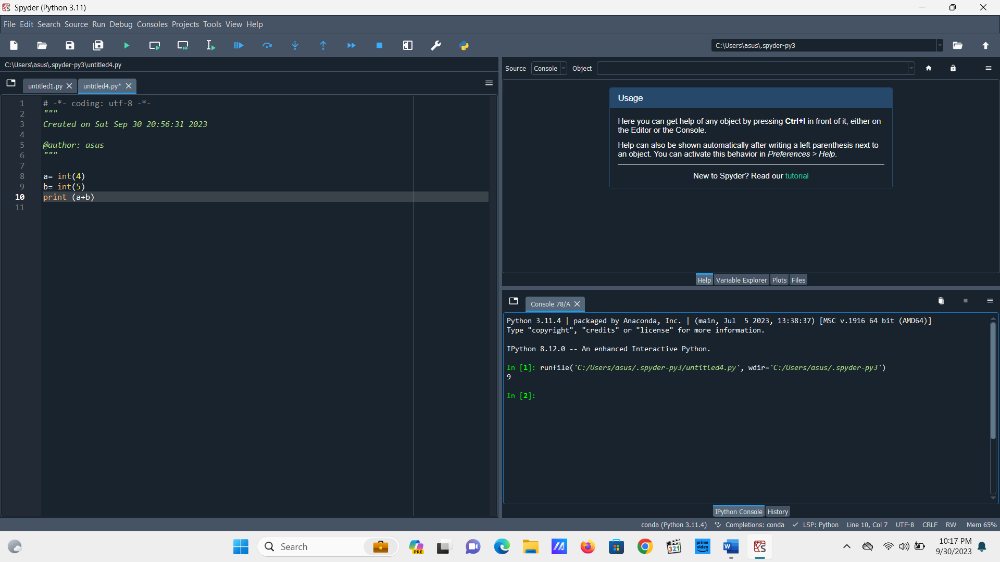 Spyder (Python 3.11)
File Edit Search Source Run Debug Consoles Projects Tools View Help
C:\Users\asus\.spyder-py3
C:\Users\asus\.spyder-py3\untitled4.py
untitled1.py
untitled4.py*
1 # -*- coding: utf-8 -*-
2 """
3 Created on Sat Sep 30 20:56:31 2023
4
5 @author: asus
6 """
7
8 a= int(4)
9 b= int(5)
10 print (a+b)
11
Source Console Object
Usage
Here you can get help of any object by pressing Ctrl+I in front of it, either on
the Editor or the Console.
Help can also be shown automatically after writing a left parenthesis next to
an object. You can activate this behavior in Preferences > Help.
New to Spyder? Read our tutorial
Help Variable Explorer Plots Files
Console 78/A
Python 3.11.4 | packaged by Anaconda, Inc. | (main, Jul  5 2023, 13:38:37) [MSC v.1916 64 bit (AMD64)]
Type "copyright", "credits" or "license" for more information.
IPython 8.12.0 -- An enhanced Interactive Python.
In [1]: runfile('C:/Users/asus/.spyder-py3/untitled4.py', wdir='C:/Users/asus/.spyder-py3')
9
In [2]:
IPython Console History
conda (Python 3.11.4) Completions: conda LSP: Python Line 10, Col 7 UTF-8 CRLF RW Mem 65%
Search
PRE
321
prime video
10:17 PM
9/30/2023